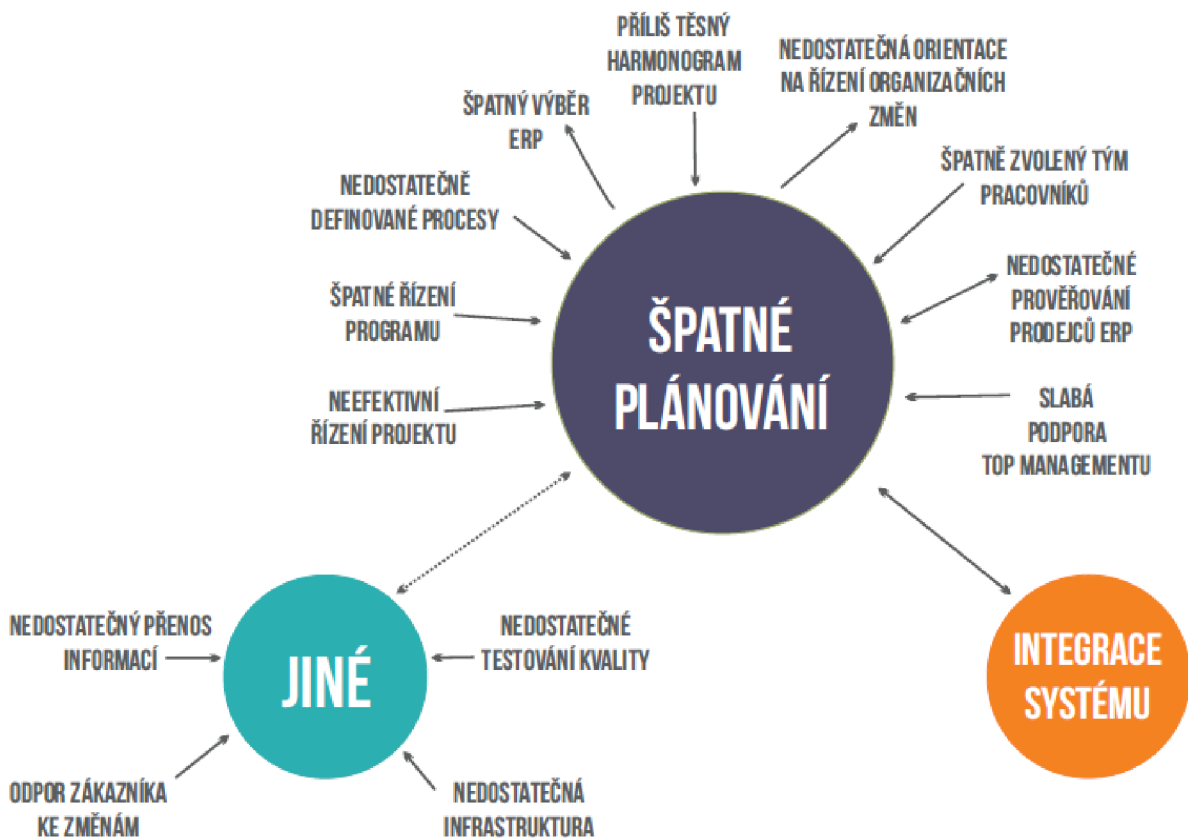 PŘÍLIŠ TĚSNÝ
HARMONOGRAM
PROJEKTU
NEDOSTATEČNÁ ORIENTACE
NA ŘÍZENÍ ORGANIZAČNÍCH
ZMĚN
ŠPATNÝ VÝBĚR
ERP
ŠPATNĚ ZVOLENÝ TÝM
PRACOVNÍKŮ
NEDOSTATEČNĚ
DEFINOVANÉ PROCESY
NEDOSTATEČNÉ
PROVĚŘOVÁNÍ
PRODEJCŮ ERP
ŠPATNÉ ŘÍZENÍ
PROGRAMU
ŠPATNÉ
PLÁNOVÁNÍ
NEEFEKTIVNÍ
ŘÍZENÍ PROJEKTU
SLABÁ
PODPORA
TOP MANAGEMENTU
NEDOSTATEČNÝ PŘENOS
INFORMACÍ
JINÉ
NEDOSTATEČNÉ
TESTOVÁNÍ KVALITY
INTEGRACE
SYSTÉMU
ODPOR ZÁKAZNÍKA
KE ZMĚNÁM
NEDOSTATEČNÁ
INFRASTRUKTURA